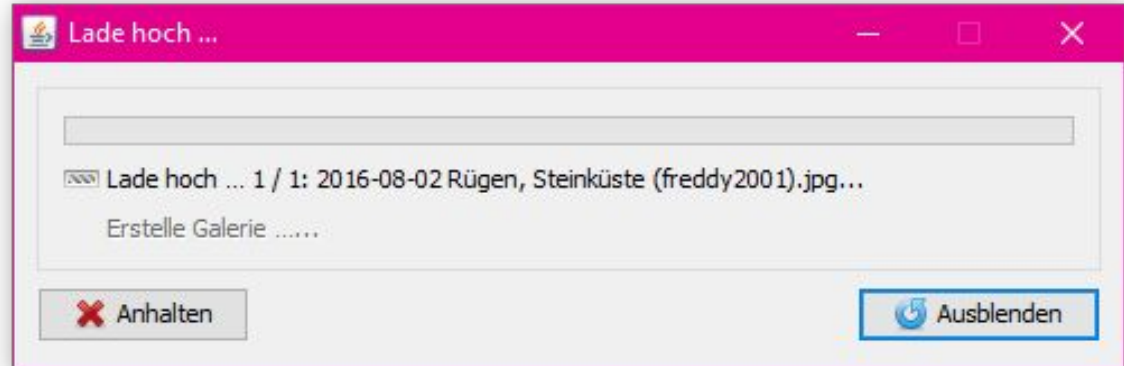 Lade hoch ...
Lade hoch ... 1 / 1: 2016-08-02 Rügen, Steinküste (freddy2001).jpg...
Erstelle Galerie ......
Anhalten
Ausblenden